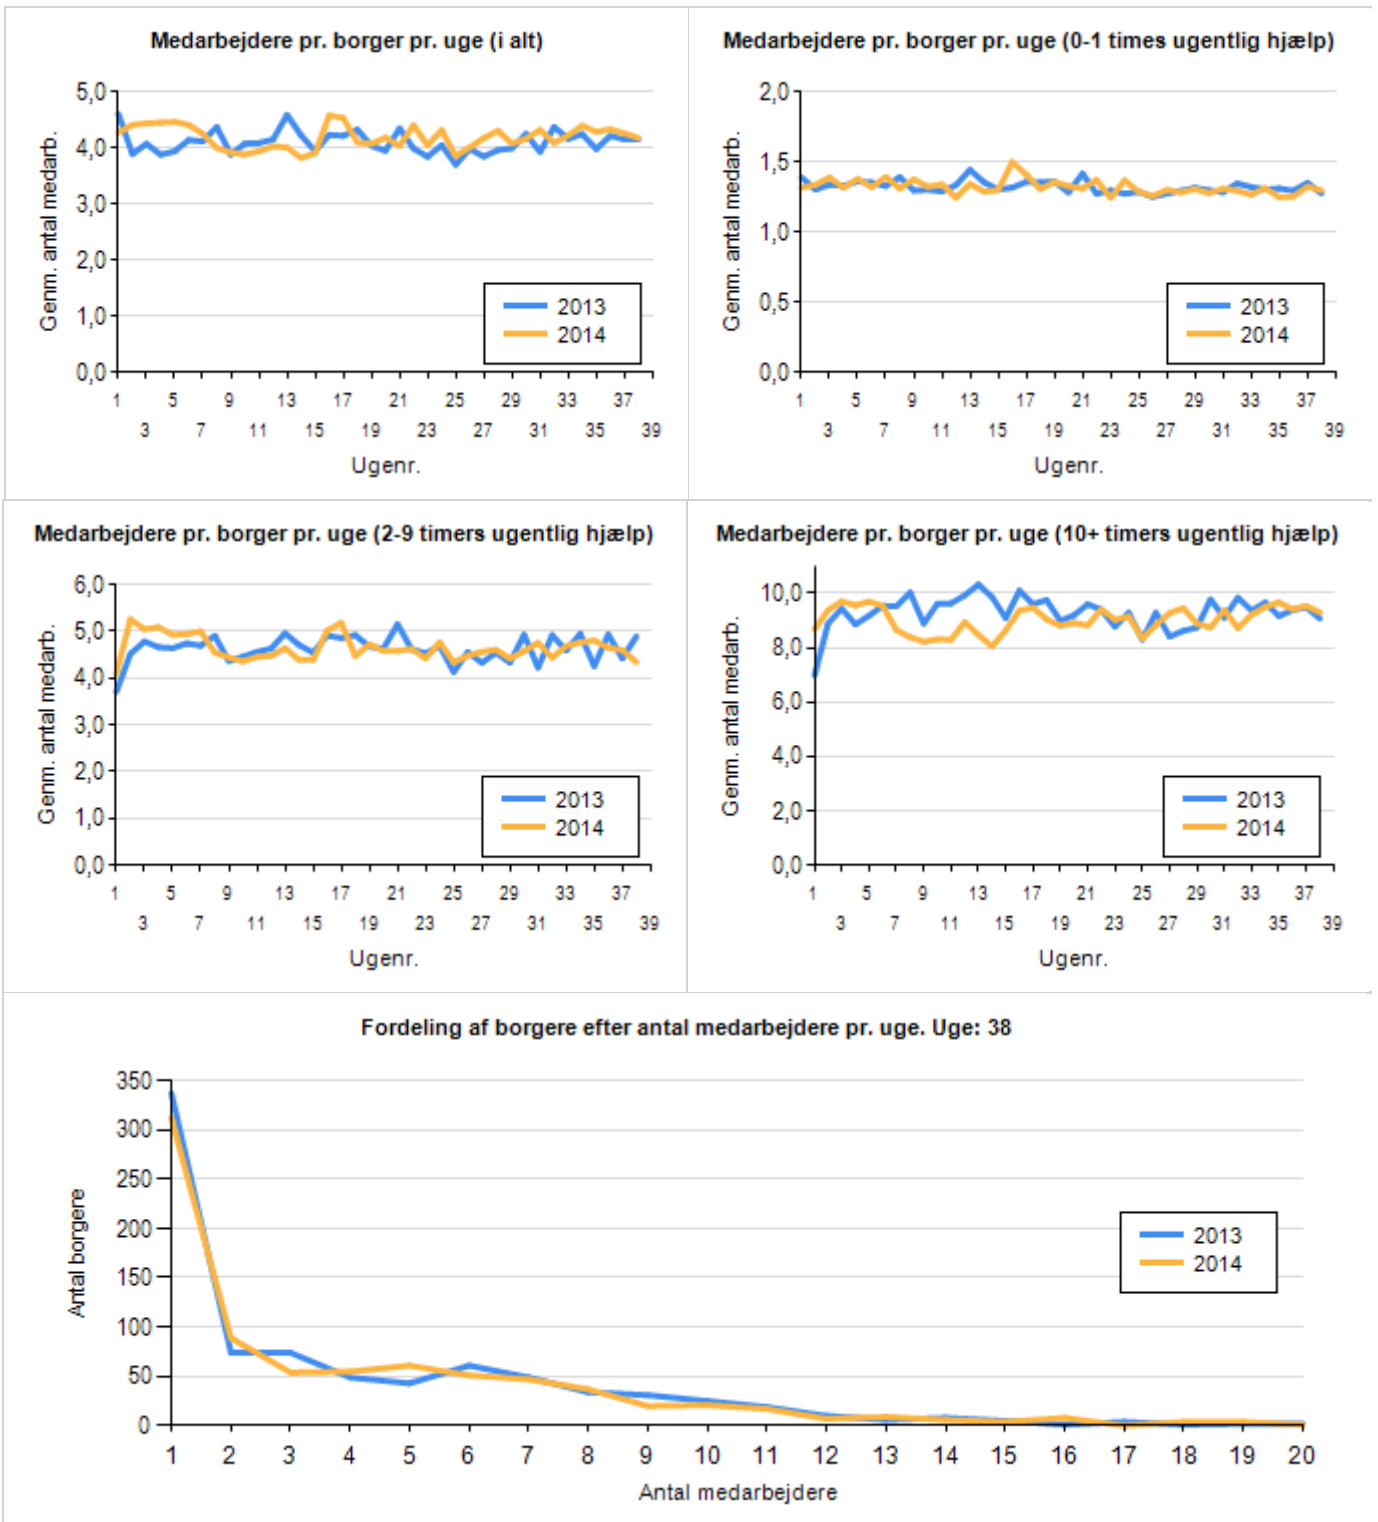 Medarbejdere pr. borger pr. uge (i alt)
Genm. antal medarb.
5,0
4,0
3,0
2,0
1,0
0,0
2013
2014
1 5 9 13 17 21 25 29 33 37
3 7 11 15 19 23 27 31 35 39
Ugenr.
Medarbejdere pr. borger pr. uge (0-1 times ugentlig hjælp)
Genm. antal medarb.
2,0
1,5
1,0
0,5
0,0
2013
2014
1 5 9 13 17 21 25 29 33 37
3 7 11 15 19 23 27 31 35 39
Ugenr.
Medarbejdere pr. borger pr. uge (2-9 timers ugentlig hjælp)
Genm. antal medarb.
6,0
5,0
4,0
3,0
2,0
1,0
0,0
2013
2014
1 5 9 13 17 21 25 29 33 37
3 7 11 15 19 23 27 31 35 39
Ugenr.
Medarbejdere pr. borger pr. uge (10+ timers ugentlig hjælp)
Genm. antal medarb.
10,0
8,0
6,0
4,0
2,0
0,0
2013
2014
1 5 9 13 17 21 25 29 33 37
3 7 11 15 19 23 27 31 35 39
Ugenr.
Fordeling af borgere efter antal medarbejdere pr. uge. Uge: 38
Antal borgere
350
300
250
200
150
100
50
0
2013
2014
1 2 3 4 5 6 7 8 9 10 11 12 13 14 15 16 17 18 19 20
Antal medarbejdere